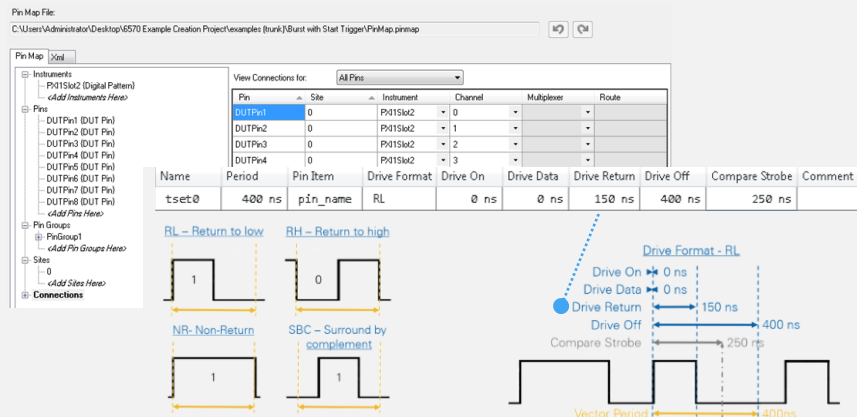 Pin Map File:
C:\Users\Administrator\Desktop\6570 Example Creation Project\examples (trunk)\Burst with Start Trigger\PinMap.pinmap
Pin Map Xml
Instruments
PXI1Slot2 (Digital Pattern)
<Add Instruments Here>
Pins
DUTPin1 (DUT Pin)
DUTPin2 (DUT Pin)
DUTPin3 (DUT Pin)
DUTPin4 (DUT Pin)
DUTPin5 (DUT Pin)
DUTPin6 (DUT Pin)
DUTPin7 (DUT Pin)
DUTPin8 (DUT Pin)
<Add Pins Here>
Pin Groups
PinGroup1
<Add Pin Groups Here>
Sites
0
<Add Sites Here>
Connections
View Connections for: All Pins
Pin Site Instrument Channel Multiplexer Route
DUTPin1 0 PXI1Slot2 0
DUTPin2 0 PXI1Slot2 1
DUTPin3 0 PXI1Slot2 2
DUTPin4 0 PXI1Slot2 3
Name Period Pin Item Drive Format Drive On Drive Data Drive Return Drive Off Compare Strobe Comment
tset0 400 ns pin_name RL 0 ns 0 ns 150 ns 400 ns 250 ns
RL – Return to low
1
RH – Return to high
0
NR- Non-Return
1
SBC – Surround by
complement
1
Drive Format - RL
Drive On 0 ns
Drive Data 0 ns
Drive Return 150 ns
Drive Off 400 ns
Compare Strobe 250 ns
Vector Period 400ns